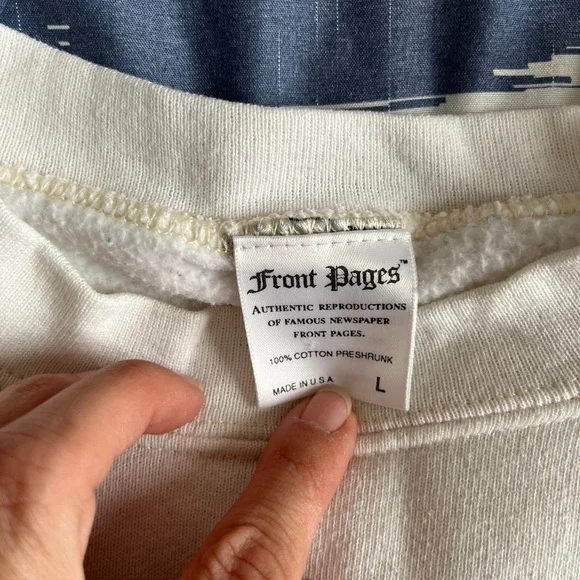 Front Pages™
AUTHENTIC REPRODUCTIONS
OF FAMOUS NEWSPAPER
FRONT PAGES.
100% COTTON PRESHRUNK
MADE IN U.S.A. L